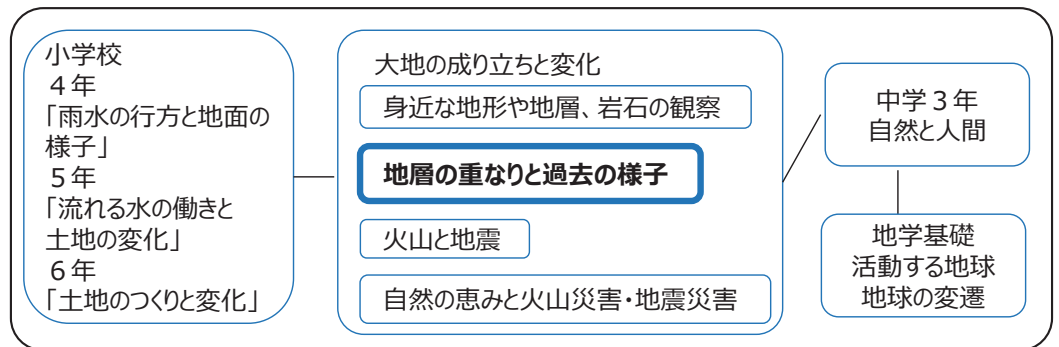 小学校
４年
「雨水の行方と地面の
様子」
５年
「流れる水の働きと
土地の変化」
６年
「土地のつくりと変化」
大地の成り立ちと変化
身近な地形や地層、岩石の観察
地層の重なりと過去の様子
火山と地震
自然の恵みと火山災害・地震災害
中学３年
自然と人間
地学基礎
活動する地球
地球の変遷